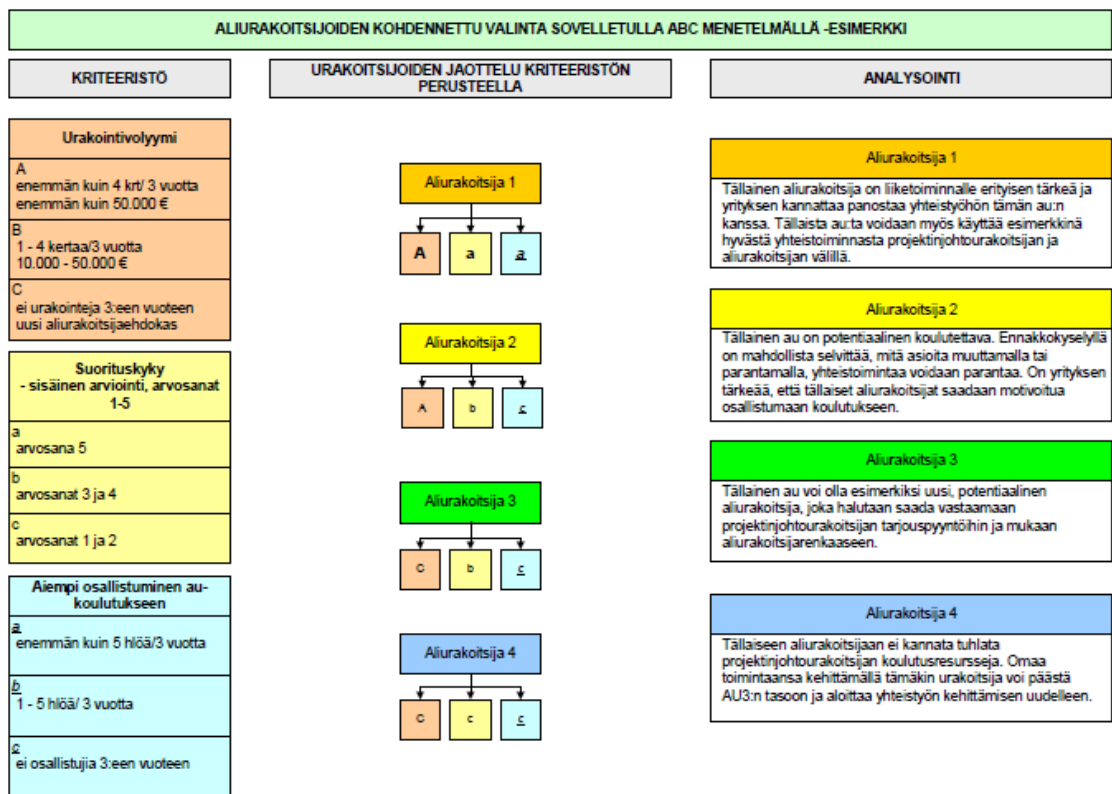 ALIURAKOITSIJOIDEN KOHDENNETTU VALINTA SOVELLETULLA ABC MENETELMÄLLÄ -ESIMERKKI
KRITEERISTÖ
Urakointivolyymi
A
enemmän kuin 4 krt/ 3 vuotta
enemmän kuin 50.000 €
B
1 - 4 kertaa/3 vuotta
10.000 - 50.000 €
C
ei urakointeja 3:een vuoteen
uusi aliurakoitsijaehdokas
Suorituskyky
- sisäinen arviointi, arvosanat
1-5
a
arvosana 5
b
arvosanat 3 ja 4
c
arvosanat 1 ja 2
Aiempi osallistuminen au-
koulutukseen
a
enemmän kuin 5 hlöä/3 vuotta
b
1 - 5 hlöä/ 3 vuotta
c
ei osallistujia 3:een vuoteen
URAKOITSIJOIDEN JAOTTELU KRITEERISTÖN
PERUSTEELLA
Aliurakoitsija 1
A a a
Aliurakoitsija 2
A b c
Aliurakoitsija 3
C b c
Aliurakoitsija 4
C c c
ANALYSOINTI
Aliurakoitsija 1
Tällainen aliurakoitsija on liiketoiminnalle erityisen tärkeä ja
yrityksen kannattaa panostaa yhteistyöhön tämän au:n
kanssa. Tällaista au:ta voidaan myös käyttää esimerkkinä
hyvästä yhteistoiminnasta projektinjohtourakoitsijan ja
aliurakoitsijan välillä.
Aliurakoitsija 2
Tällainen au on potentiaalinen koulutettava. Ennakkokyselyllä
on mahdollista selvittää, mitä asioita muuttamalla tai
parantamalla, yhteistoimintaa voidaan parantaa. On yrityksen
tärkeää, että tällaiset aliurakoitsijat saadaan motivoitua
osallistumaan koulutukseen.
Aliurakoitsija 3
Tällainen au voi olla esimerkiksi uusi, potentiaalinen
aliurakoitsija, joka halutaan saada vastaamaan
projektinjohtourakoitsijan tarjouspyyntöihin ja mukaan
aliurakoitsijarenkaaseen.
Aliurakoitsija 4
Tällaiseen aliurakoitsijaan ei kannata tuhlata
projektinjohtourakoitsijan koulutusresursseja. Omaa
toimintaansa kehittämällä tämäkin urakoitsija voi päästä
AU3:n tasoon ja aloittaa yhteistyön kehittämisen uudelleen.